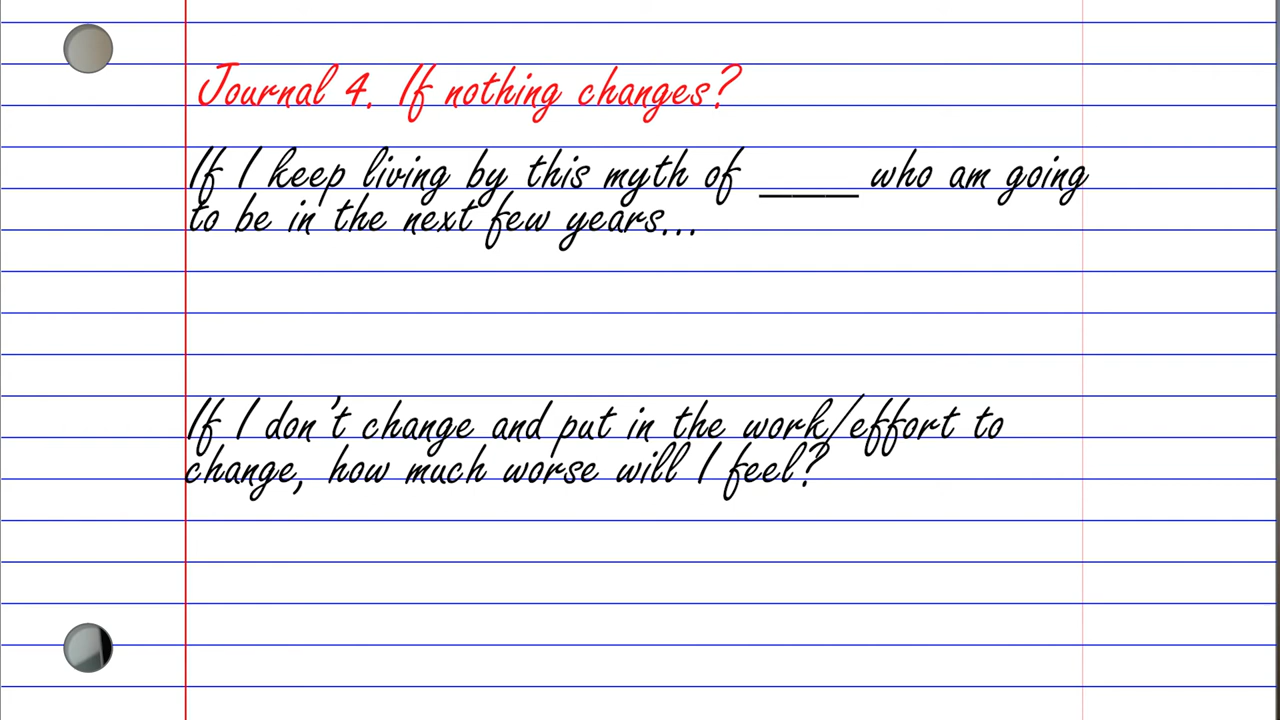 Journal 4. If nothing changes?
If I keep living by this myth of ____ who am going
to be in the next few years...
If I don't change and put in the work/effort to
change, how much worse will I feel?